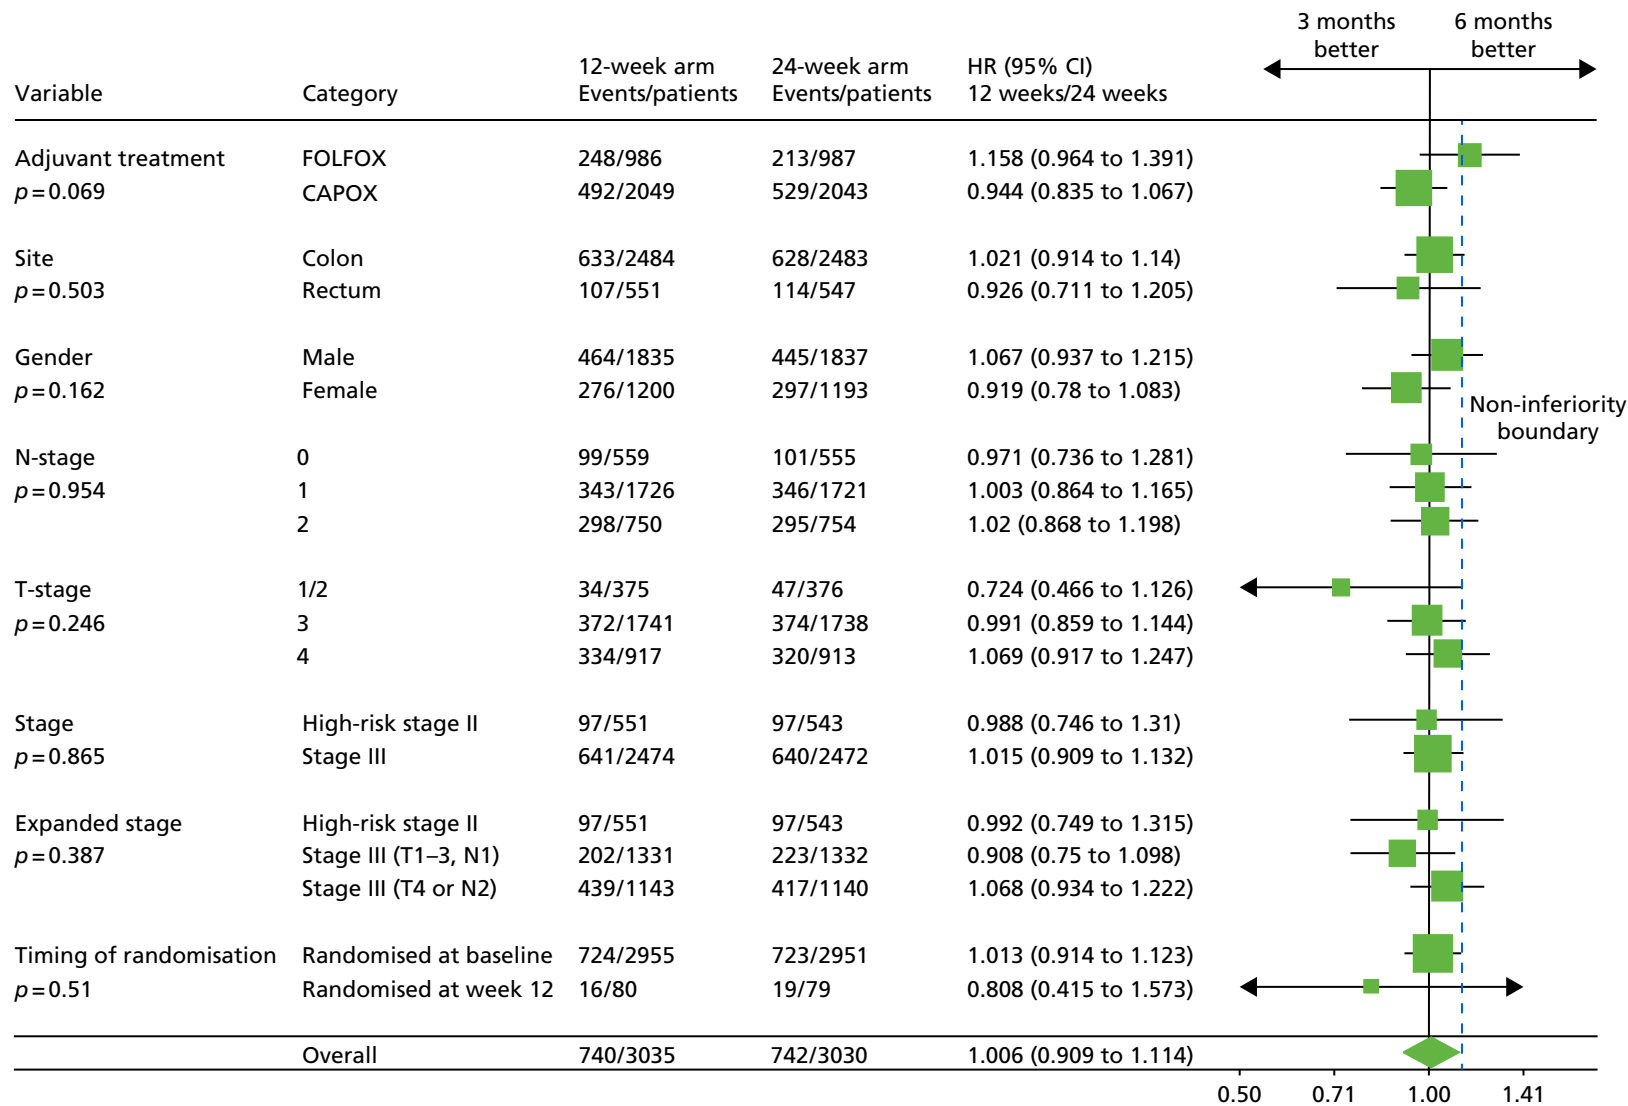 3 months 6 months
better better
12-week arm 24-week arm HR (95% CI)
Variable Category Events/patients Events/patients 12 weeks/24 weeks
Adjuvant treatment FOLFOX 248/986 213/987 1.158 (0.964 to 1.391)
p=0.069 CAPOX 492/2049 529/2043 0.944 (0.835 to 1.067)
Site Colon 633/2484 628/2483 1.021 (0.914 to 1.14)
p=0.503 Rectum 107/551 114/547 0.926 (0.711 to 1.205)
Gender Male 464/1835 445/1837 1.067 (0.937 to 1.215)
p=0.162 Female 276/1200 297/1193 0.919 (0.78 to 1.083)
Non-inferiority
boundary
N-stage 0 99/559 101/555 0.971 (0.736 to 1.281)
p=0.954 1 343/1726 346/1721 1.003 (0.864 to 1.165)
2 298/750 295/754 1.02 (0.868 to 1.198)
T-stage 1/2 34/375 47/376 0.724 (0.466 to 1.126)
p=0.246 3 372/1741 374/1738 0.991 (0.859 to 1.144)
4 334/917 320/913 1.069 (0.917 to 1.247)
Stage High-risk stage II 97/551 97/543 0.988 (0.746 to 1.31)
p=0.865 Stage III 641/2474 640/2472 1.015 (0.909 to 1.132)
Expanded stage High-risk stage II 97/551 97/543 0.992 (0.749 to 1.315)
p=0.387 Stage III (T1–3, N1) 202/1331 223/1332 0.908 (0.75 to 1.098)
Stage III (T4 or N2) 439/1143 417/1140 1.068 (0.934 to 1.222)
Timing of randomisation Randomised at baseline 724/2955 723/2951 1.013 (0.914 to 1.123)
p=0.51 Randomised at week 12 16/80 19/79 0.808 (0.415 to 1.573)
Overall 740/3035 742/3030 1.006 (0.909 to 1.114)
0.50 0.71 1.00 1.41